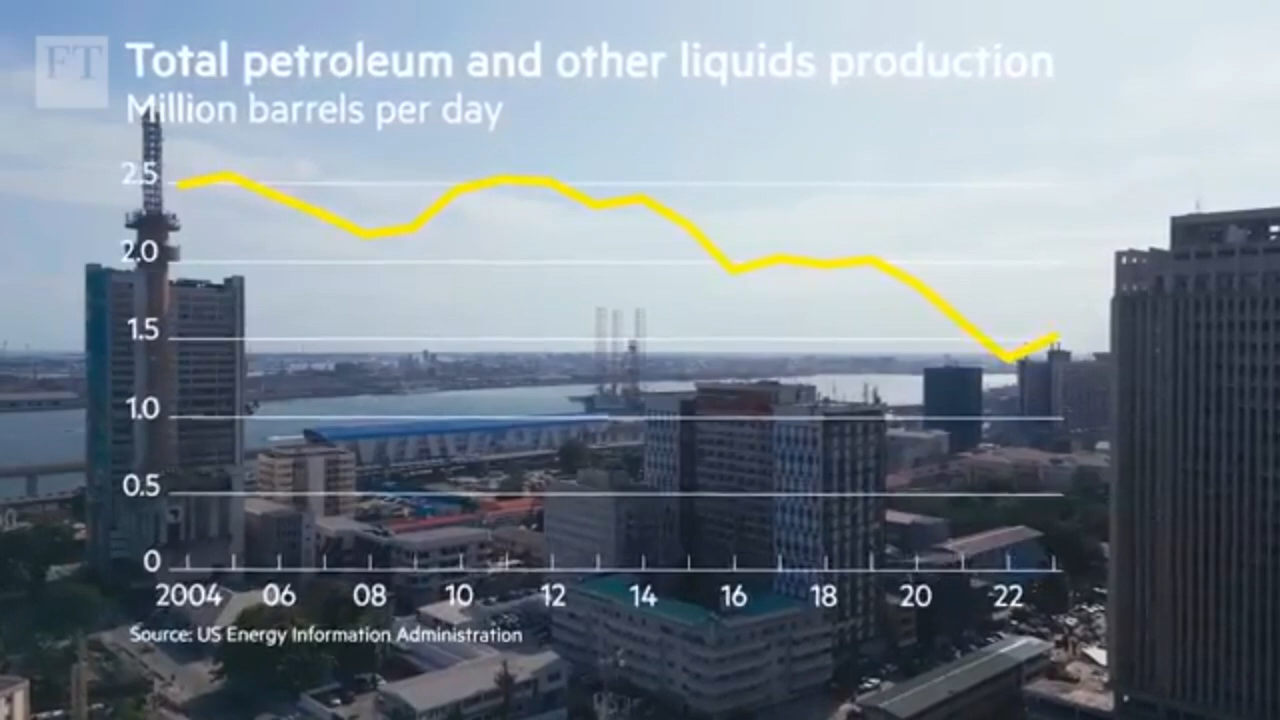 FT
Total petroleum and other liquids production
Million barrels per day
2.5
2.0
1.5
1.0
0.5
0
2004 06 08 10 12 14 16 18 20 22
Source: US Energy Information Administration